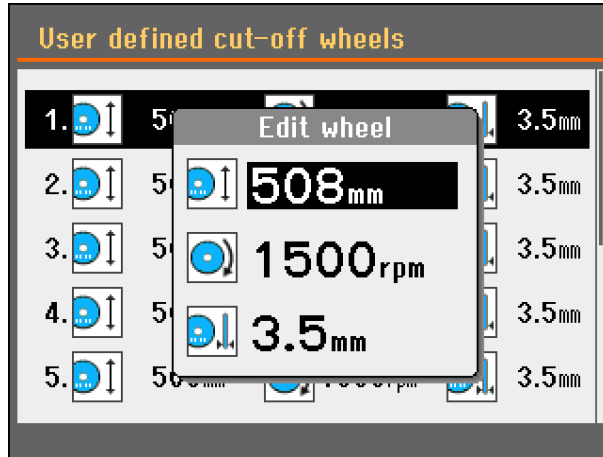 User defined cut-off wheels
1. 3.5mm
Edit wheel
2. 3.5mm
508mm
3. 3.5mm
1500rpm
4. 3.5mm
3.5mm
5. 3.5mm